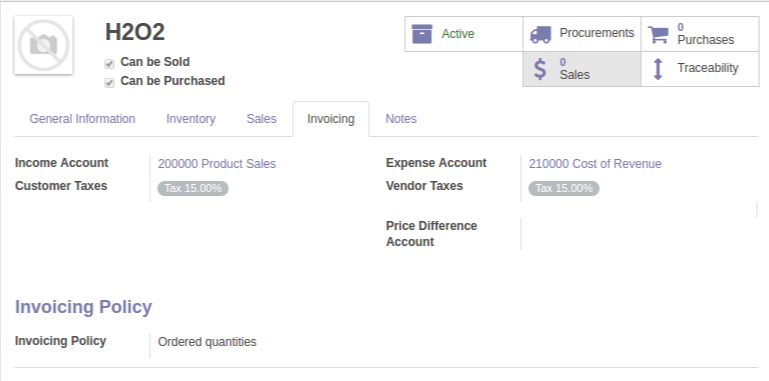 H2O2
Can be Sold
Can be Purchased
Active
Procurements
0
Purchases
0
Sales
Traceability
General Information
Inventory
Sales
Invoicing
Notes
Income Account
200000 Product Sales
Customer Taxes
Tax 15.00%
Expense Account
210000 Cost of Revenue
Vendor Taxes
Tax 15.00%
Price Difference
Account
Invoicing Policy
Invoicing Policy
Ordered quantities